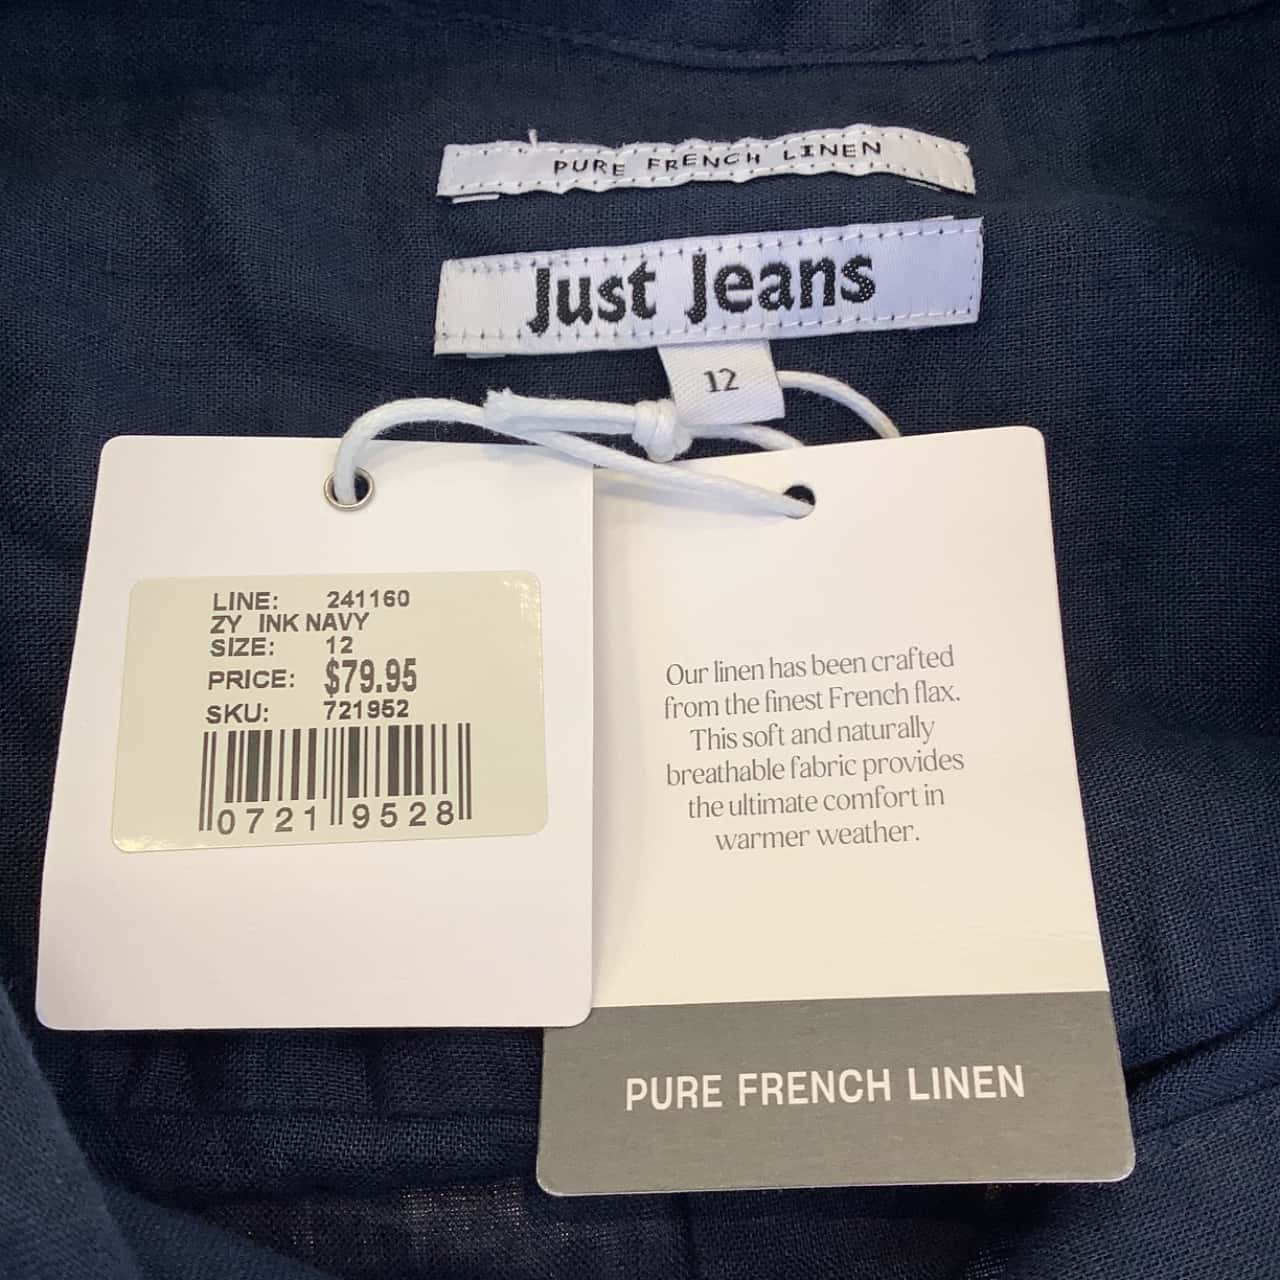 PURE FRENCH LINEN
Just Jeans
12
LINE: 241160
ZY INK NAVY
SIZE: 12
PRICE: $79.95
SKU: 721952
07219528
Our linen has been crafted
from the finest French flax.
This soft and naturally
breathable fabric provides
the ultimate comfort in
warmer weather.
PURE FRENCH LINEN